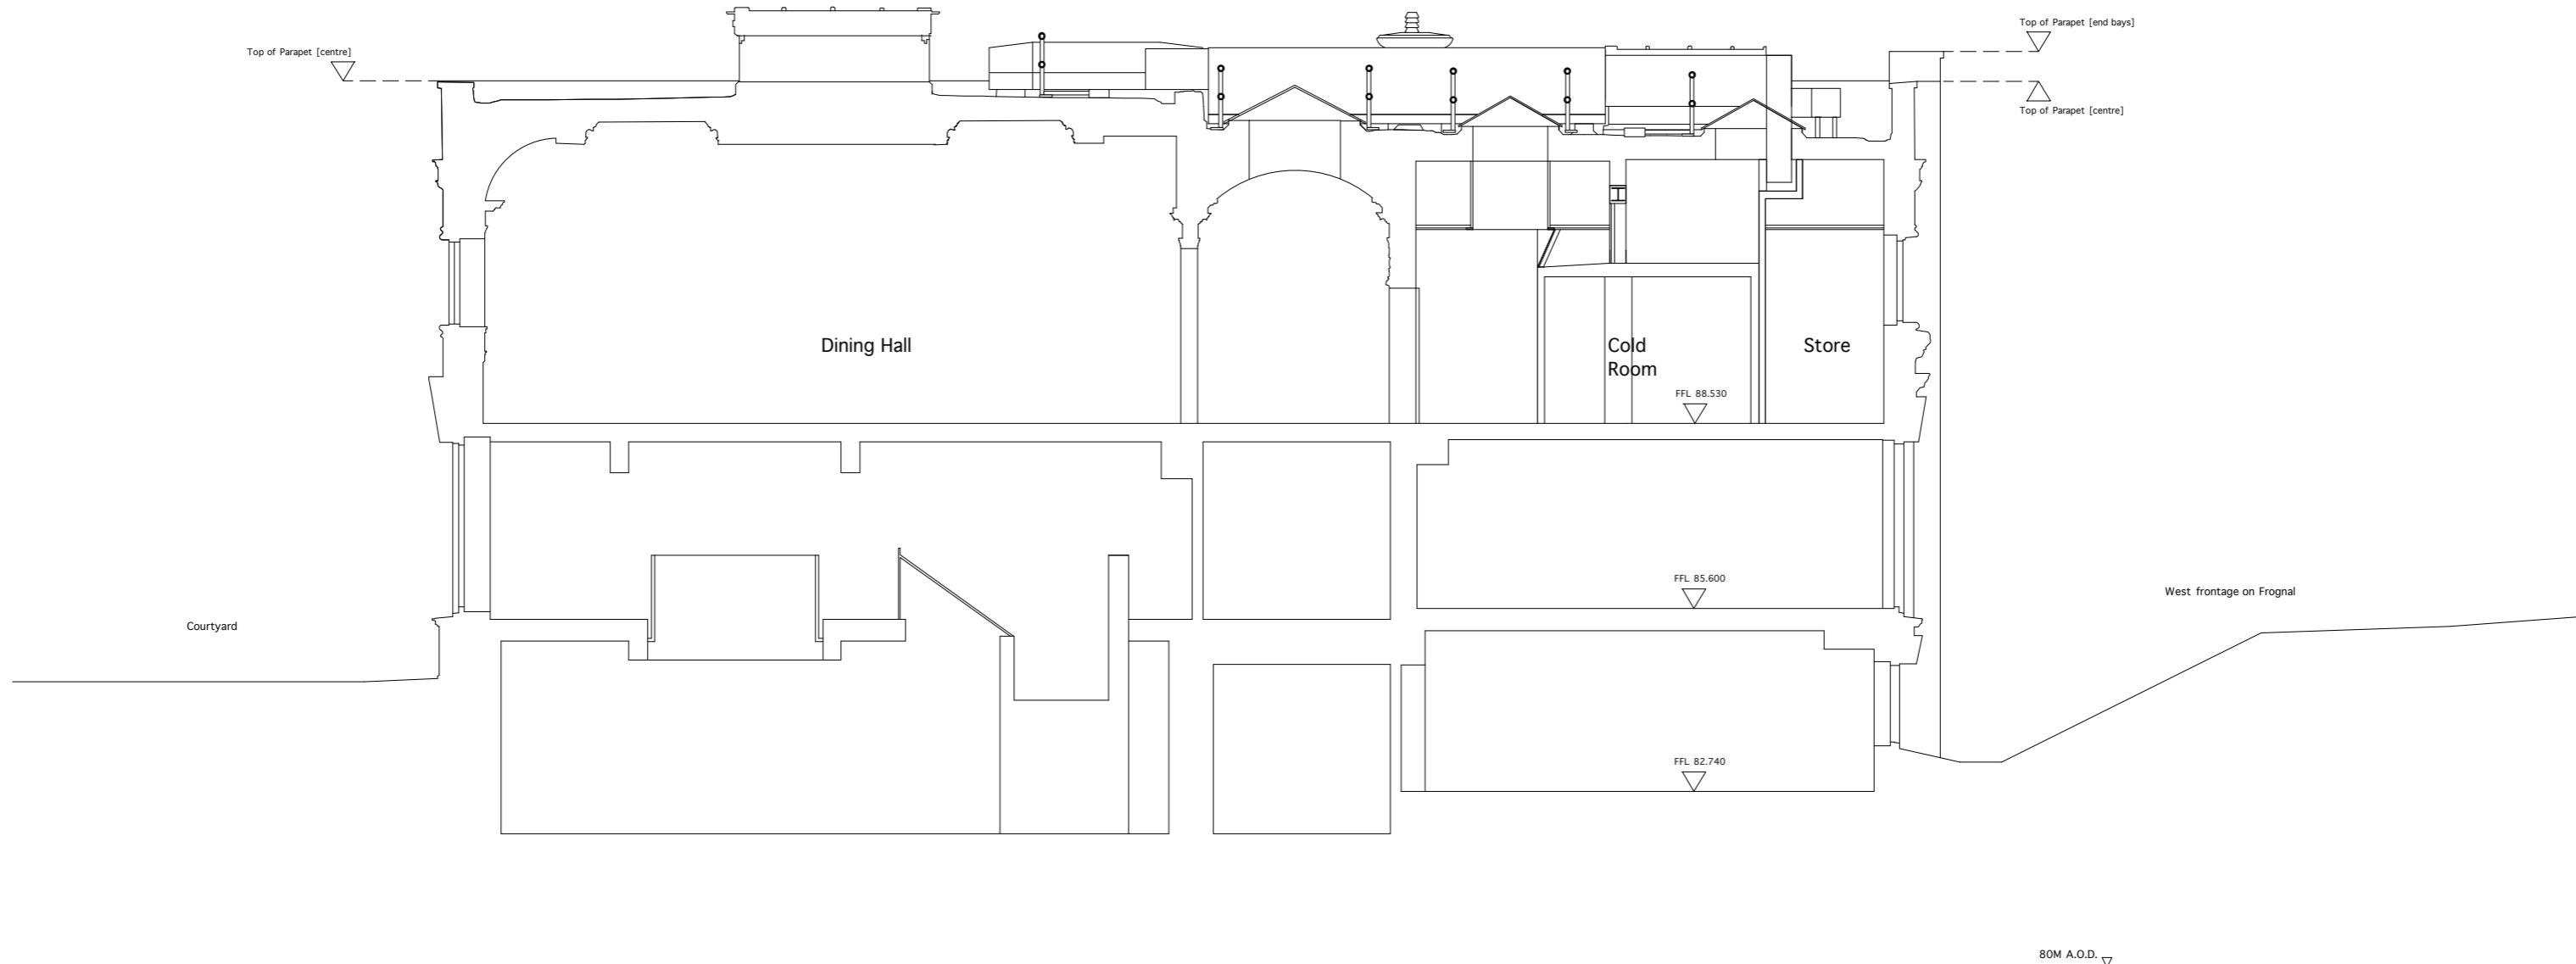 Top of Parapet [end bays]
Top of Parapet [centre]
Top of Parapet [centre]
Dining Hall
Cold
Room
Store
FFL 88.530
FFL 85.600
West frontage on Frognal
Courtyard
FFL 82.740
80M A.O.D.